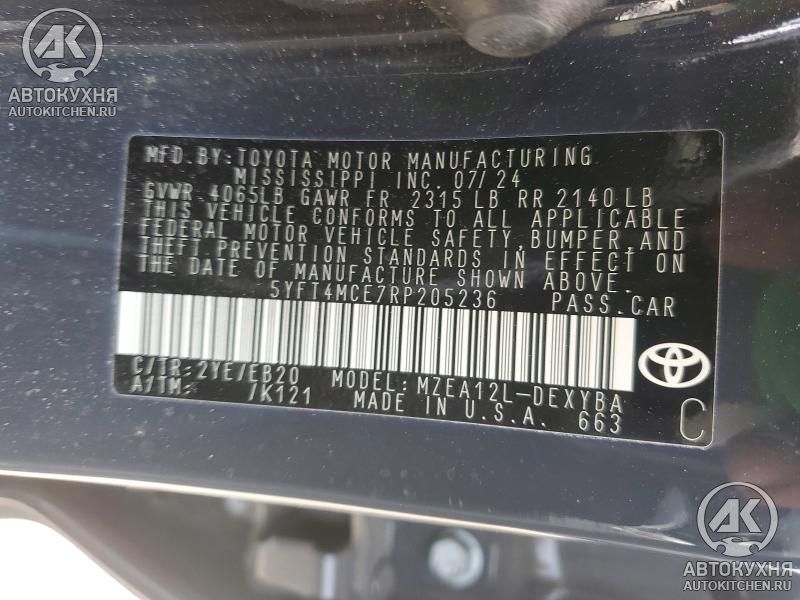 АК
АВТОКУХНЯ
AUTOKITCHEN.RU
MFD. BY: TOYOTA MOTOR MANUFACTURING
MISSISSIPPI INC. 07/24
GVWR 4065LB GAWR FR 2315 LB RR 2140 LB
THIS VEHICLE CONFORMS TO ALL APPLICABLE
FEDERAL MOTOR VEHICLE SAFETY, BUMPER, AND
THEFT PREVENTION STANDARDS IN EFFECT ON
THE DATE OF MANUFACTURE SHOWN ABOVE.
5YFT4MCE7RP205236 PASS. CAR
C/TR: 2YE/EB20 MODEL: MZEA12L-DEXYBA
A/TM: /K121 MADE IN U.S.A. 663
C
АК
АВТОКУХНЯ
AUTOKITCHEN.RU